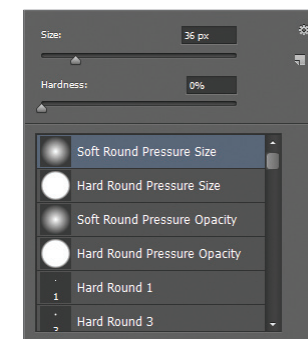 Size: 36 px
Hardness: 0%
Soft Round Pressure Size
Hard Round Pressure Size
Soft Round Pressure Opacity
Hard Round Pressure Opacity
1 Hard Round 1
3 Hard Round 3